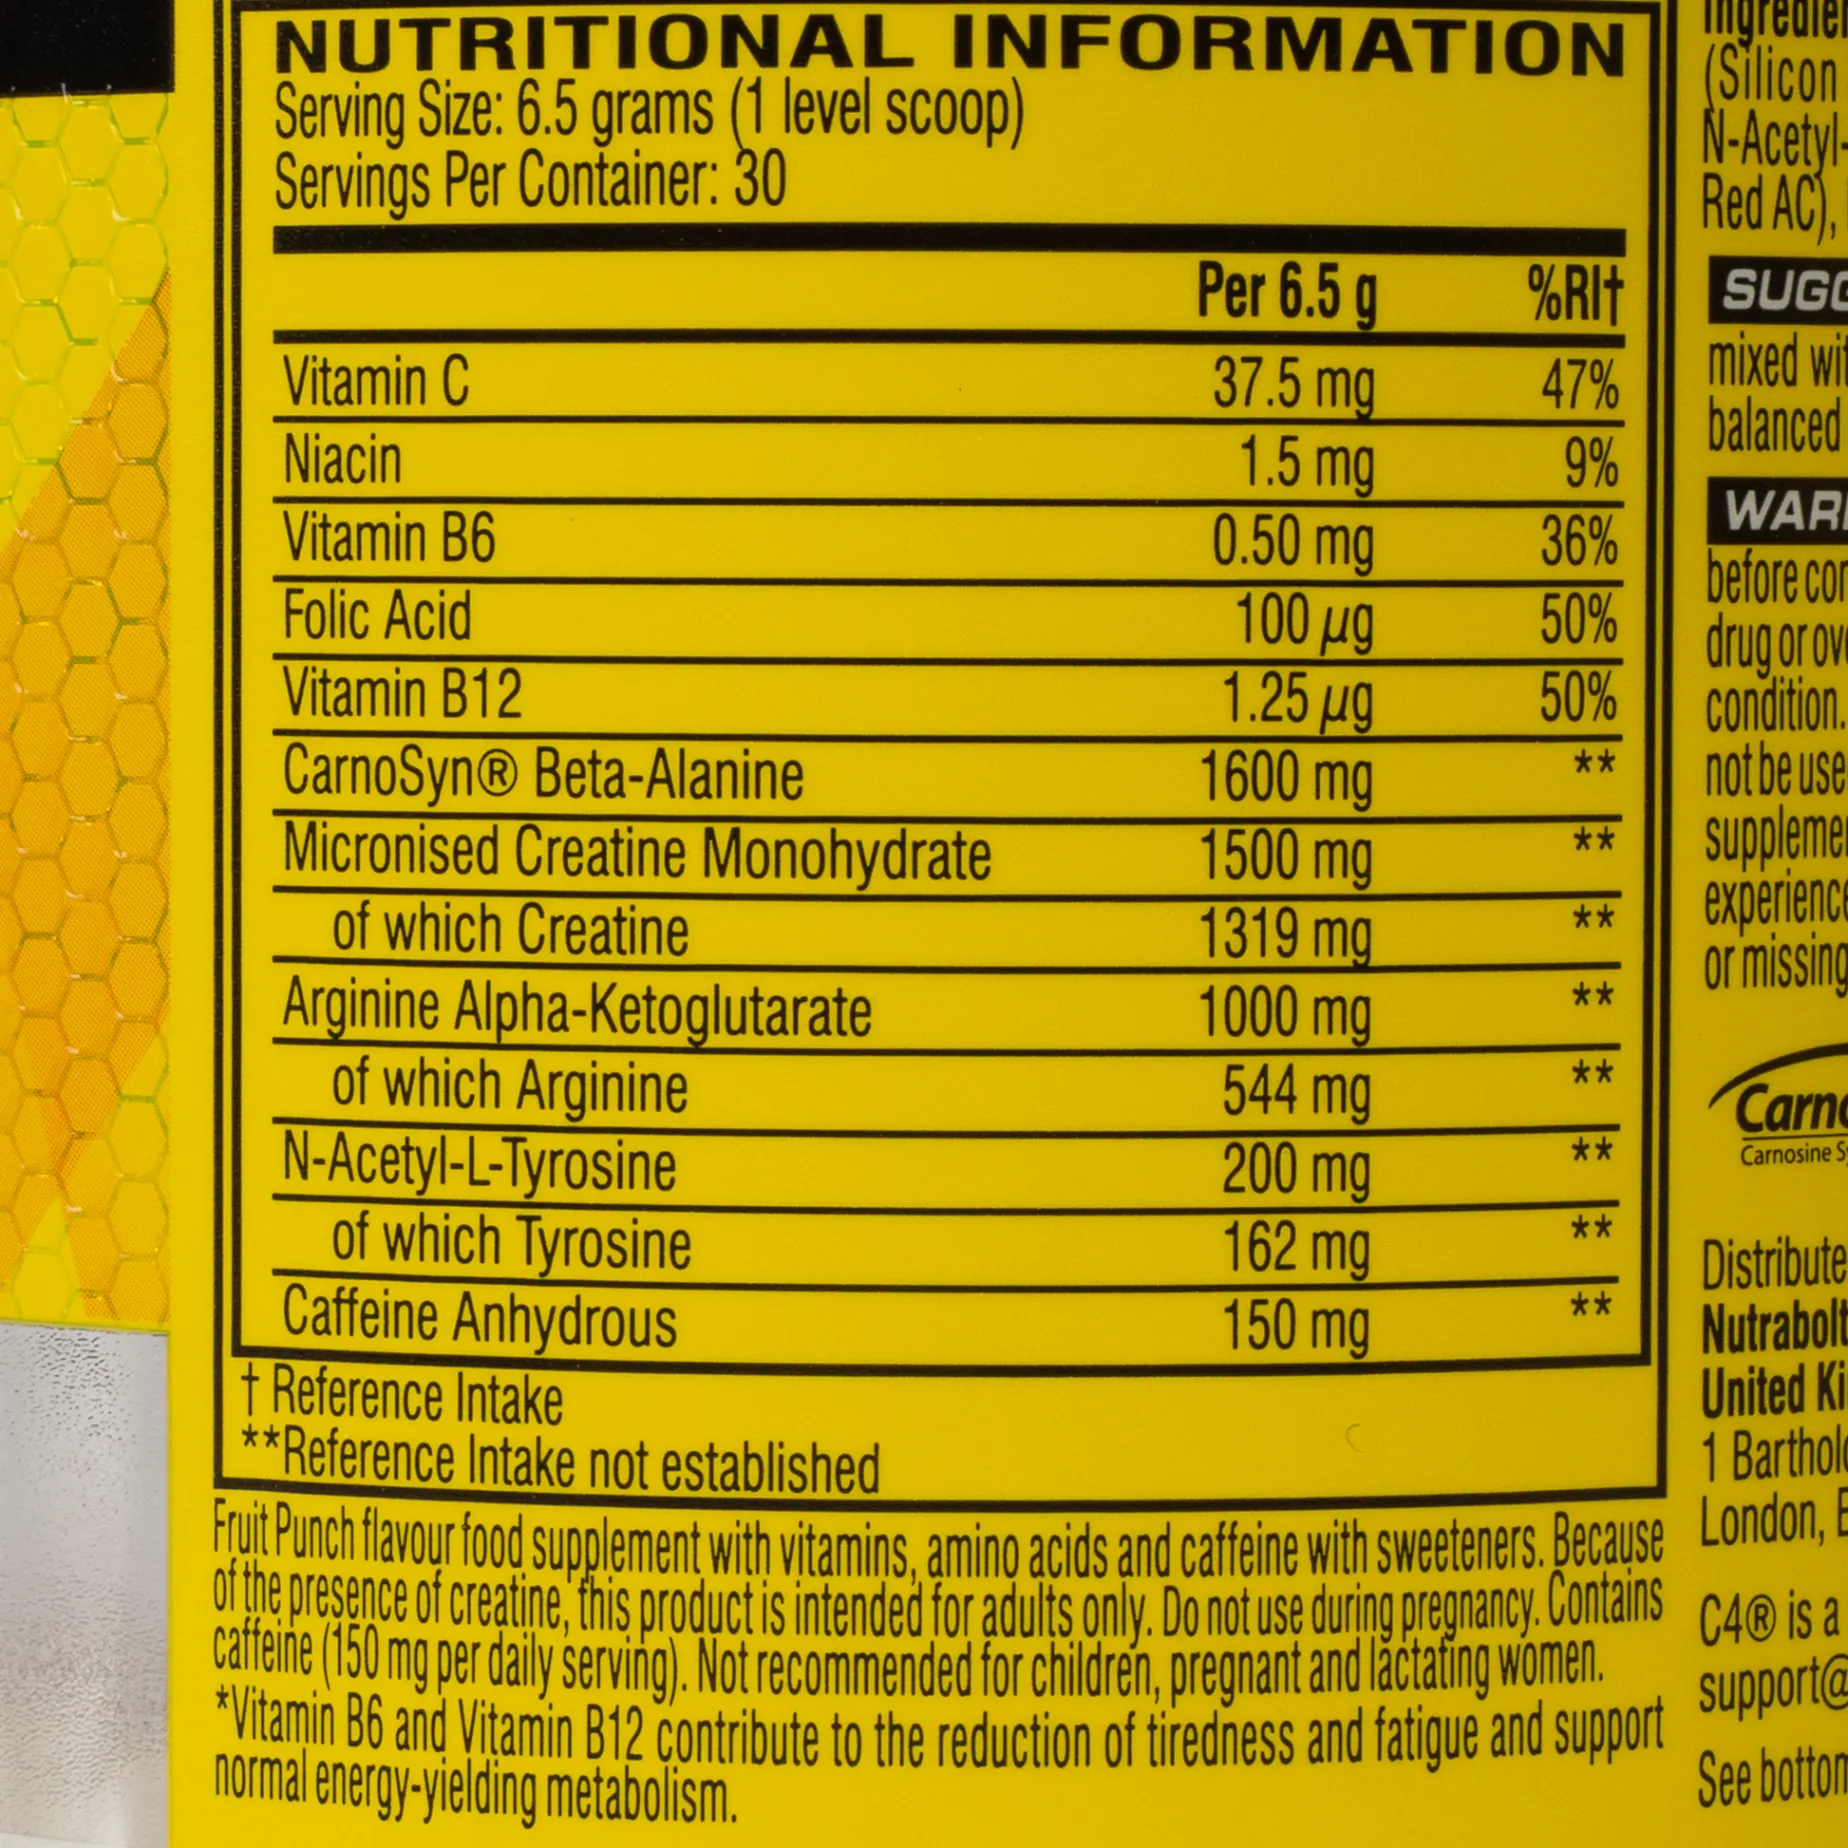 NUTRITIONAL INFORMATION
Serving Size: 6.5 grams (1 level scoop)
Servings Per Container: 30
Per 6.5 g %RI†
Vitamin C 37.5 mg 47%
Niacin 1.5 mg 9%
Vitamin B6 0.50 mg 36%
Folic Acid 100 µg 50%
Vitamin B12 1.25 µg 50%
CarnoSyn® Beta-Alanine 1600 mg **
Micronised Creatine Monohydrate 1500 mg **
of which Creatine 1319 mg **
Arginine Alpha-Ketoglutarate 1000 mg **
of which Arginine 544 mg **
N-Acetyl-L-Tyrosine 200 mg **
of which Tyrosine 162 mg **
Caffeine Anhydrous 150 mg **
† Reference Intake
**Reference Intake not established
Fruit Punch flavour food supplement with vitamins, amino acids and caffeine with sweeteners. Because
of the presence of creatine, this product is intended for adults only. Do not use during pregnancy. Contains
caffeine (150 mg per daily serving). Not recommended for children, pregnant and lactating women.
*Vitamin B6 and Vitamin B12 contribute to the reduction of tiredness and fatigue and support
normal energy-yielding metabolism.
(Silicon
N-Acetyl-
Red AC),
mixed
balanced
before
drug or
condition.
not be
or missing
Carnosine
United
London,
C4® is a
support@
See